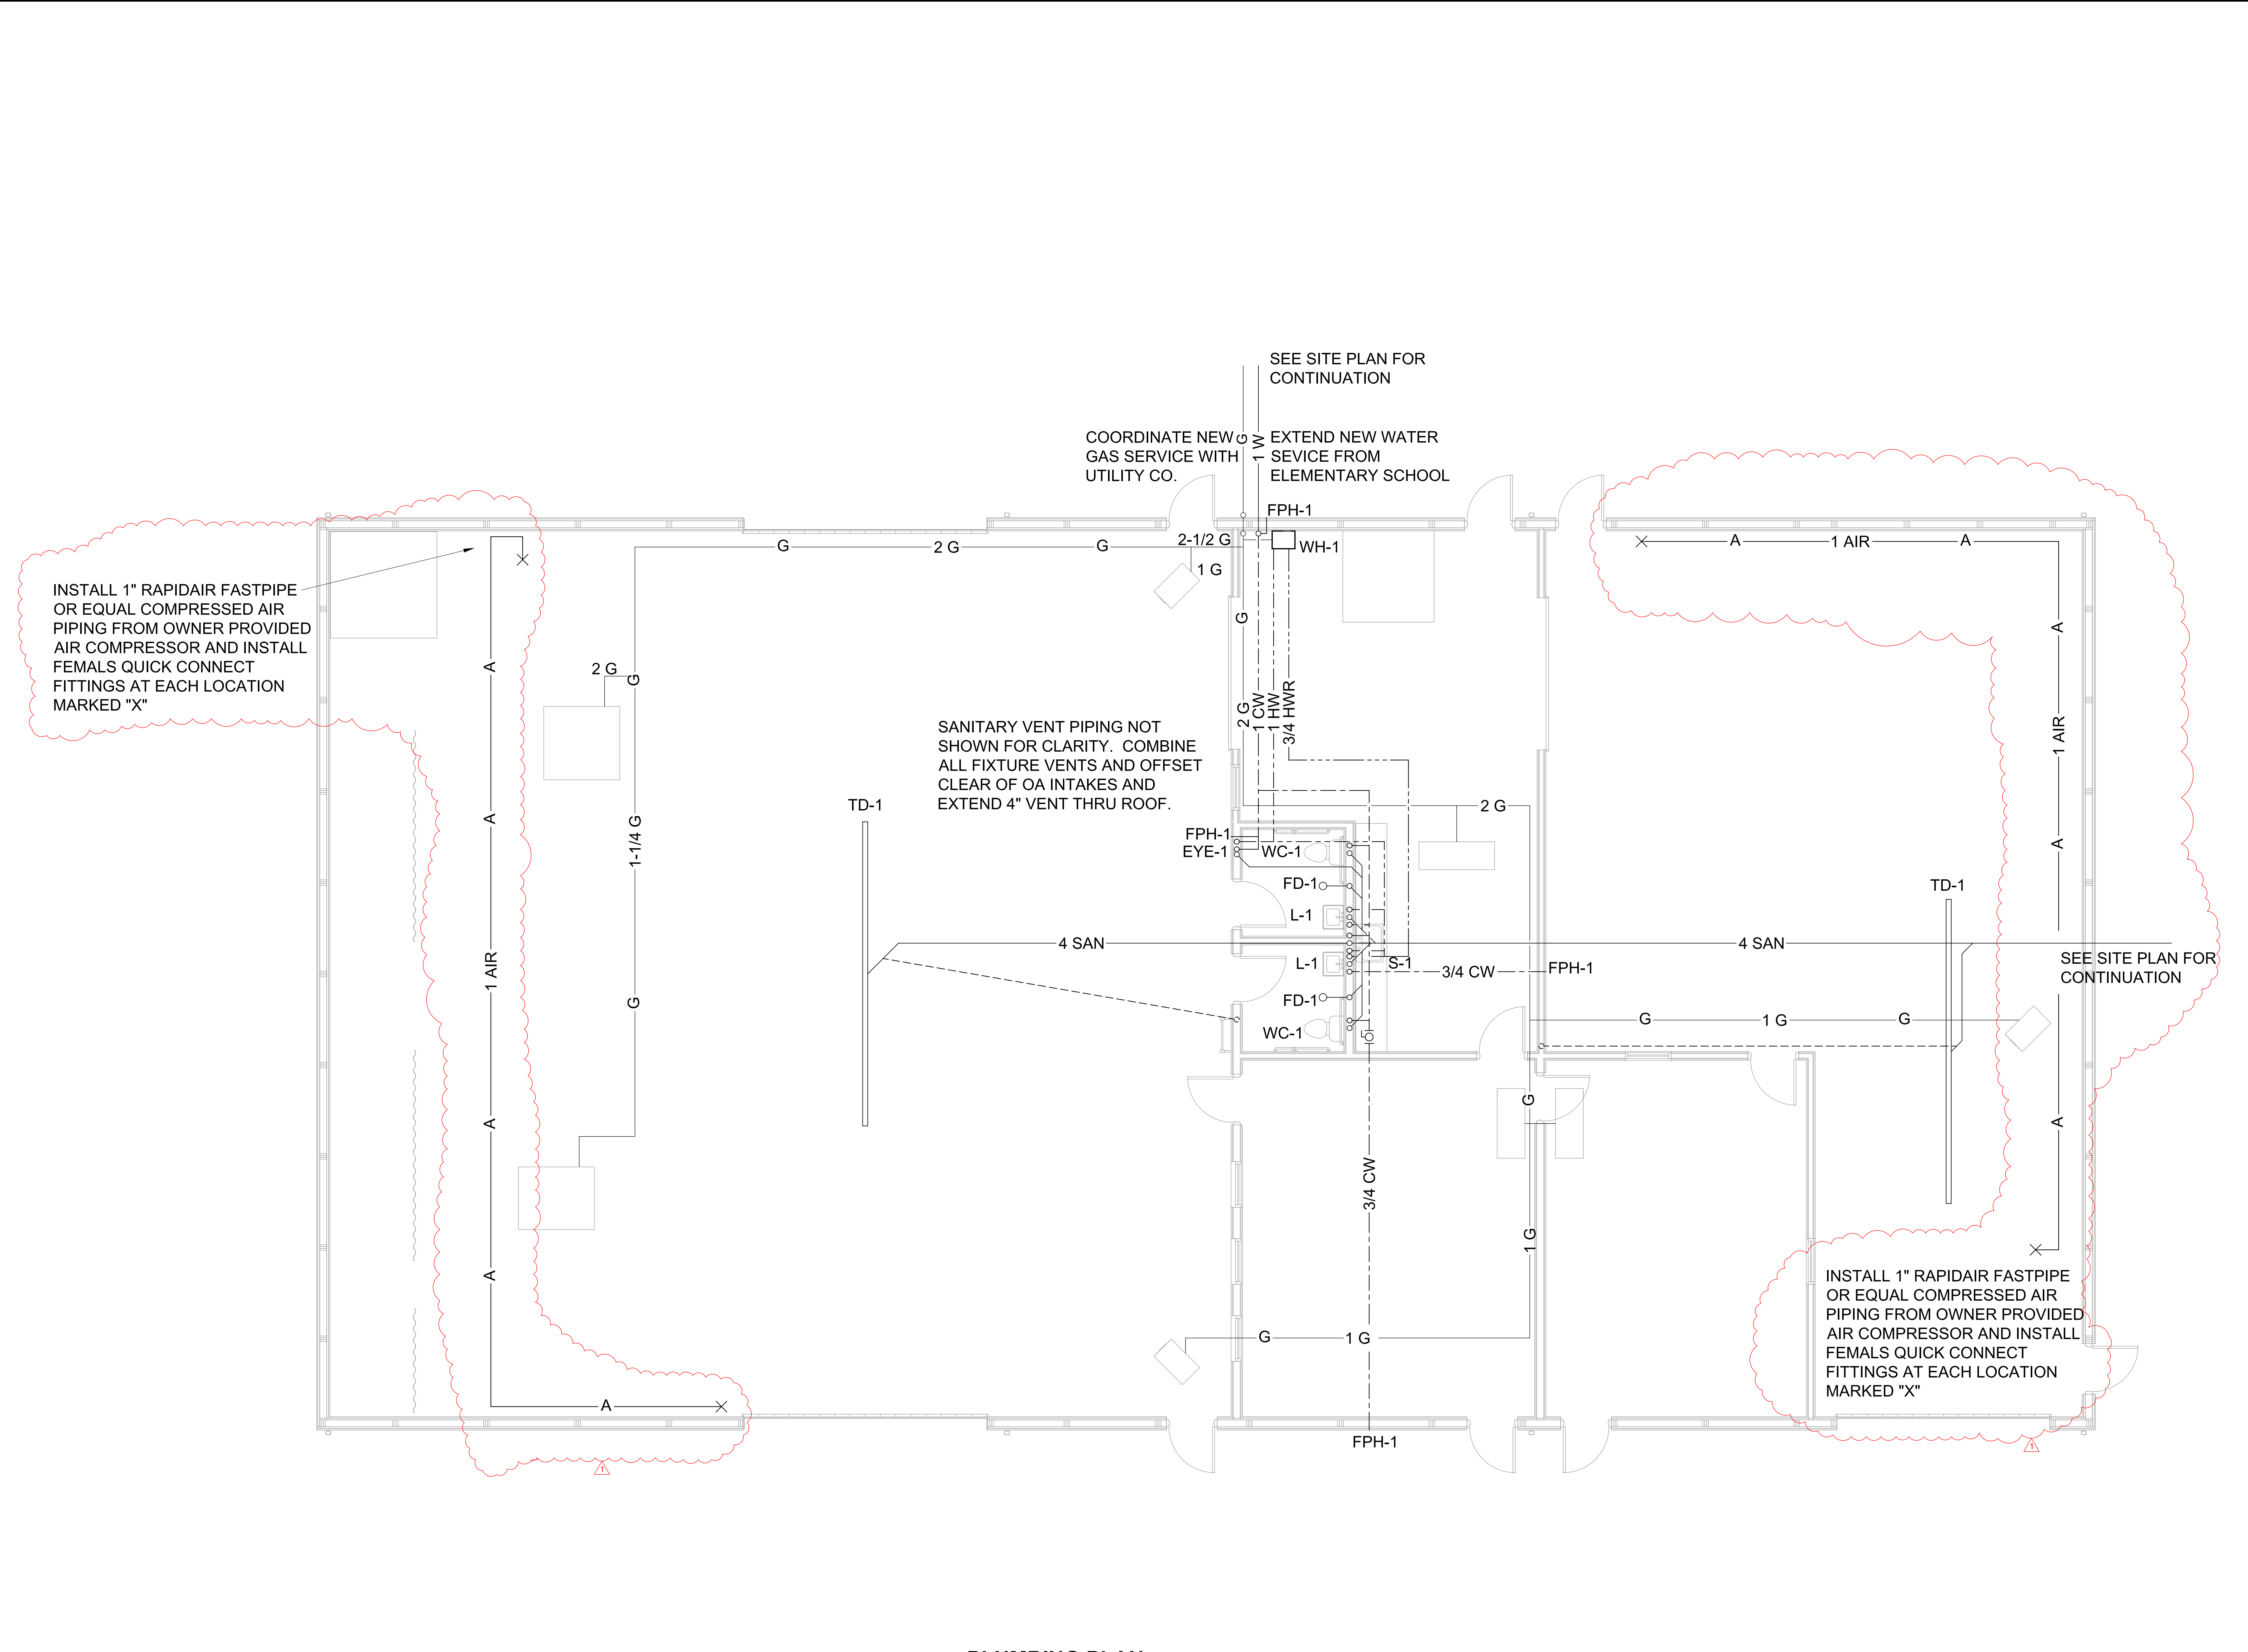 SEE SITE PLAN FOR
CONTINUATION
COORDINATE NEW
GAS SERVICE WITH
UTILITY CO.
G
1 W
EXTEND NEW WATER
SEVICE FROM
ELEMENTARY SCHOOL
FPH-1
WH-1
2-1/2 G
1 G
G
2 G
G
A
1 AIR
A
INSTALL 1" RAPIDAIR FASTPIPE
OR EQUAL COMPRESSED AIR
PIPING FROM OWNER PROVIDED
AIR COMPRESSOR AND INSTALL
FEMALS QUICK CONNECT
FITTINGS AT EACH LOCATION
MARKED "X"
A
2 G
G
G
A
1 AIR
2 G
1 CW
1 HW
3/4 HWR
SANITARY VENT PIPING NOT
SHOWN FOR CLARITY. COMBINE
ALL FIXTURE VENTS AND OFFSET
CLEAR OF OA INTAKES AND
EXTEND 4" VENT THRU ROOF.
TD-1
A
1-1/4 G
2 G
A
FPH-1
EYE-1
WC-1
FD-1
L-1
TD-1
4 SAN
4 SAN
1 AIR
G
L-1
S-1
3/4 CW
FPH-1
SEE SITE PLAN FOR
CONTINUATION
FD-1
WC-1
G
1 G
G
A
G
A
3/4 CW
1 G
A
INSTALL 1" RAPIDAIR FASTPIPE
OR EQUAL COMPRESSED AIR
PIPING FROM OWNER PROVIDED
AIR COMPRESSOR AND INSTALL
FEMALS QUICK CONNECT
FITTINGS AT EACH LOCATION
MARKED "X"
G
1 G
A
FPH-1
1
1
PLUMBING PLAN